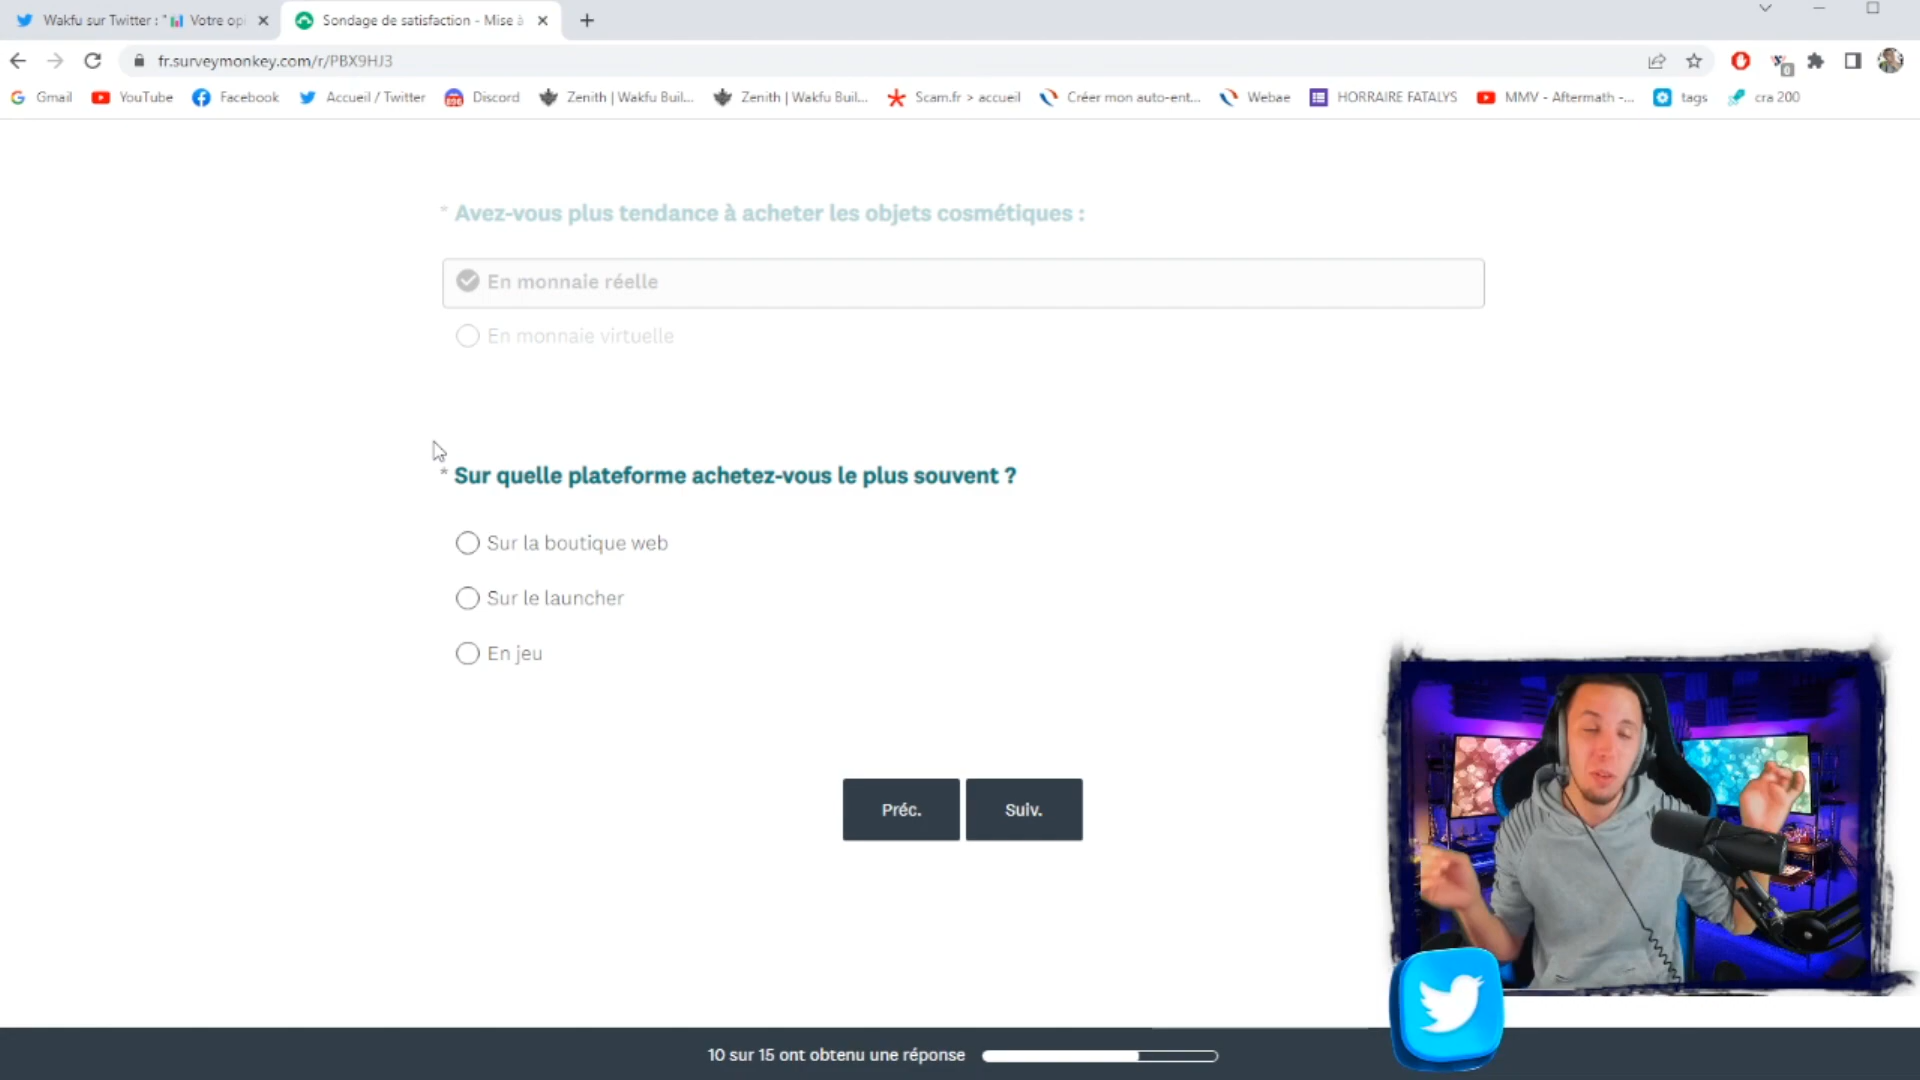 Wakfu sur Twitter : " Votre opi
Sondage de satisfaction - Mise à
fr.surveymonkey.com/r/PBX9HJ3
0
Gmail
YouTube
Facebook
Accueil / Twitter
Discord
Zenith | Wakfu Buil...
Zenith | Wakfu Buil...
Scam.fr > accueil
Créer mon auto-ent...
Webae
HORRAIRE FATALYS
MMV - Aftermath -...
tags
cra 200
* Avez-vous plus tendance à acheter les objets cosmétiques :
En monnaie réelle
En monnaie virtuelle
* Sur quelle plateforme achetez-vous le plus souvent ?
Sur la boutique web
Sur le launcher
En jeu
Préc.
Suiv.
10 sur 15 ont obtenu une réponse